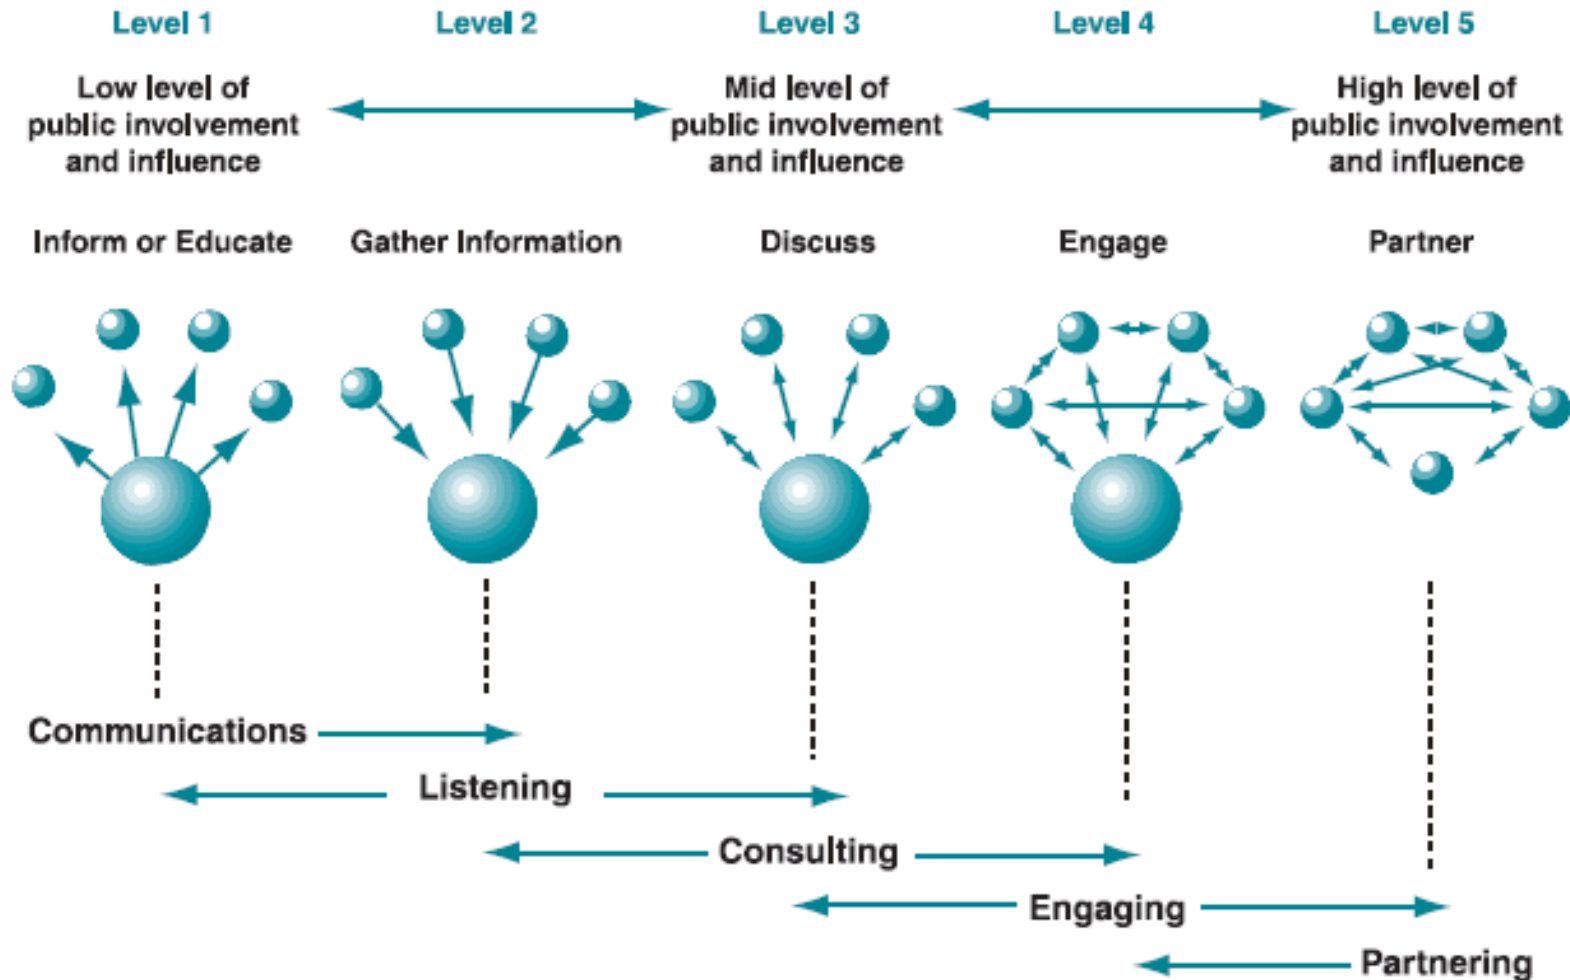 Level 1
Level 2
Level 3
Level 4
Level 5
Low level of
public involvement
and influence
Mid level of
public involvement
and influence
High level of
public involvement
and influence
Inform or Educate
Gather Information
Discuss
Engage
Partner
Communications
Listening
Consulting
Engaging
Partnering